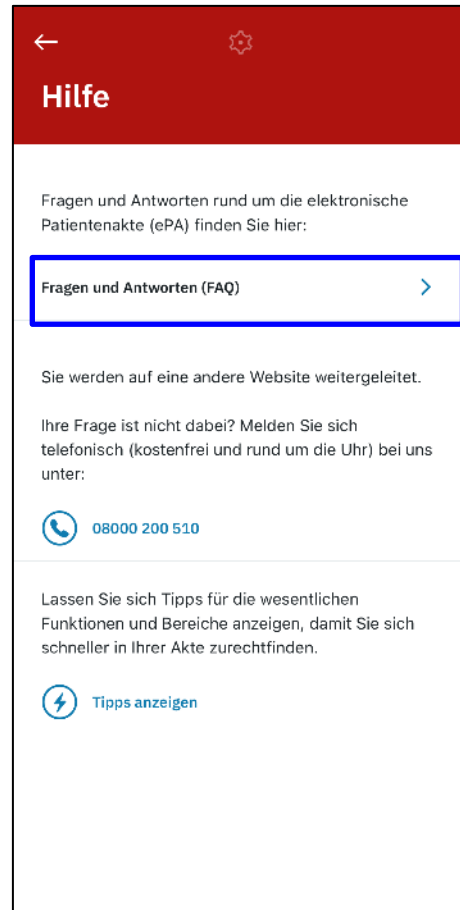 Hilfe
Fragen und Antworten rund um die elektronische
Patientenakte (ePA) finden Sie hier:
Fragen und Antworten (FAQ)
Sie werden auf eine andere Website weitergeleitet.
Ihre Frage ist nicht dabei? Melden Sie sich
telefonisch (kostenfrei und rund um die Uhr) bei uns
unter:
08000 200 510
Lassen Sie sich Tipps für die wesentlichen
Funktionen und Bereiche anzeigen, damit Sie sich
schneller in Ihrer Akte zurechtfinden.
Tipps anzeigen